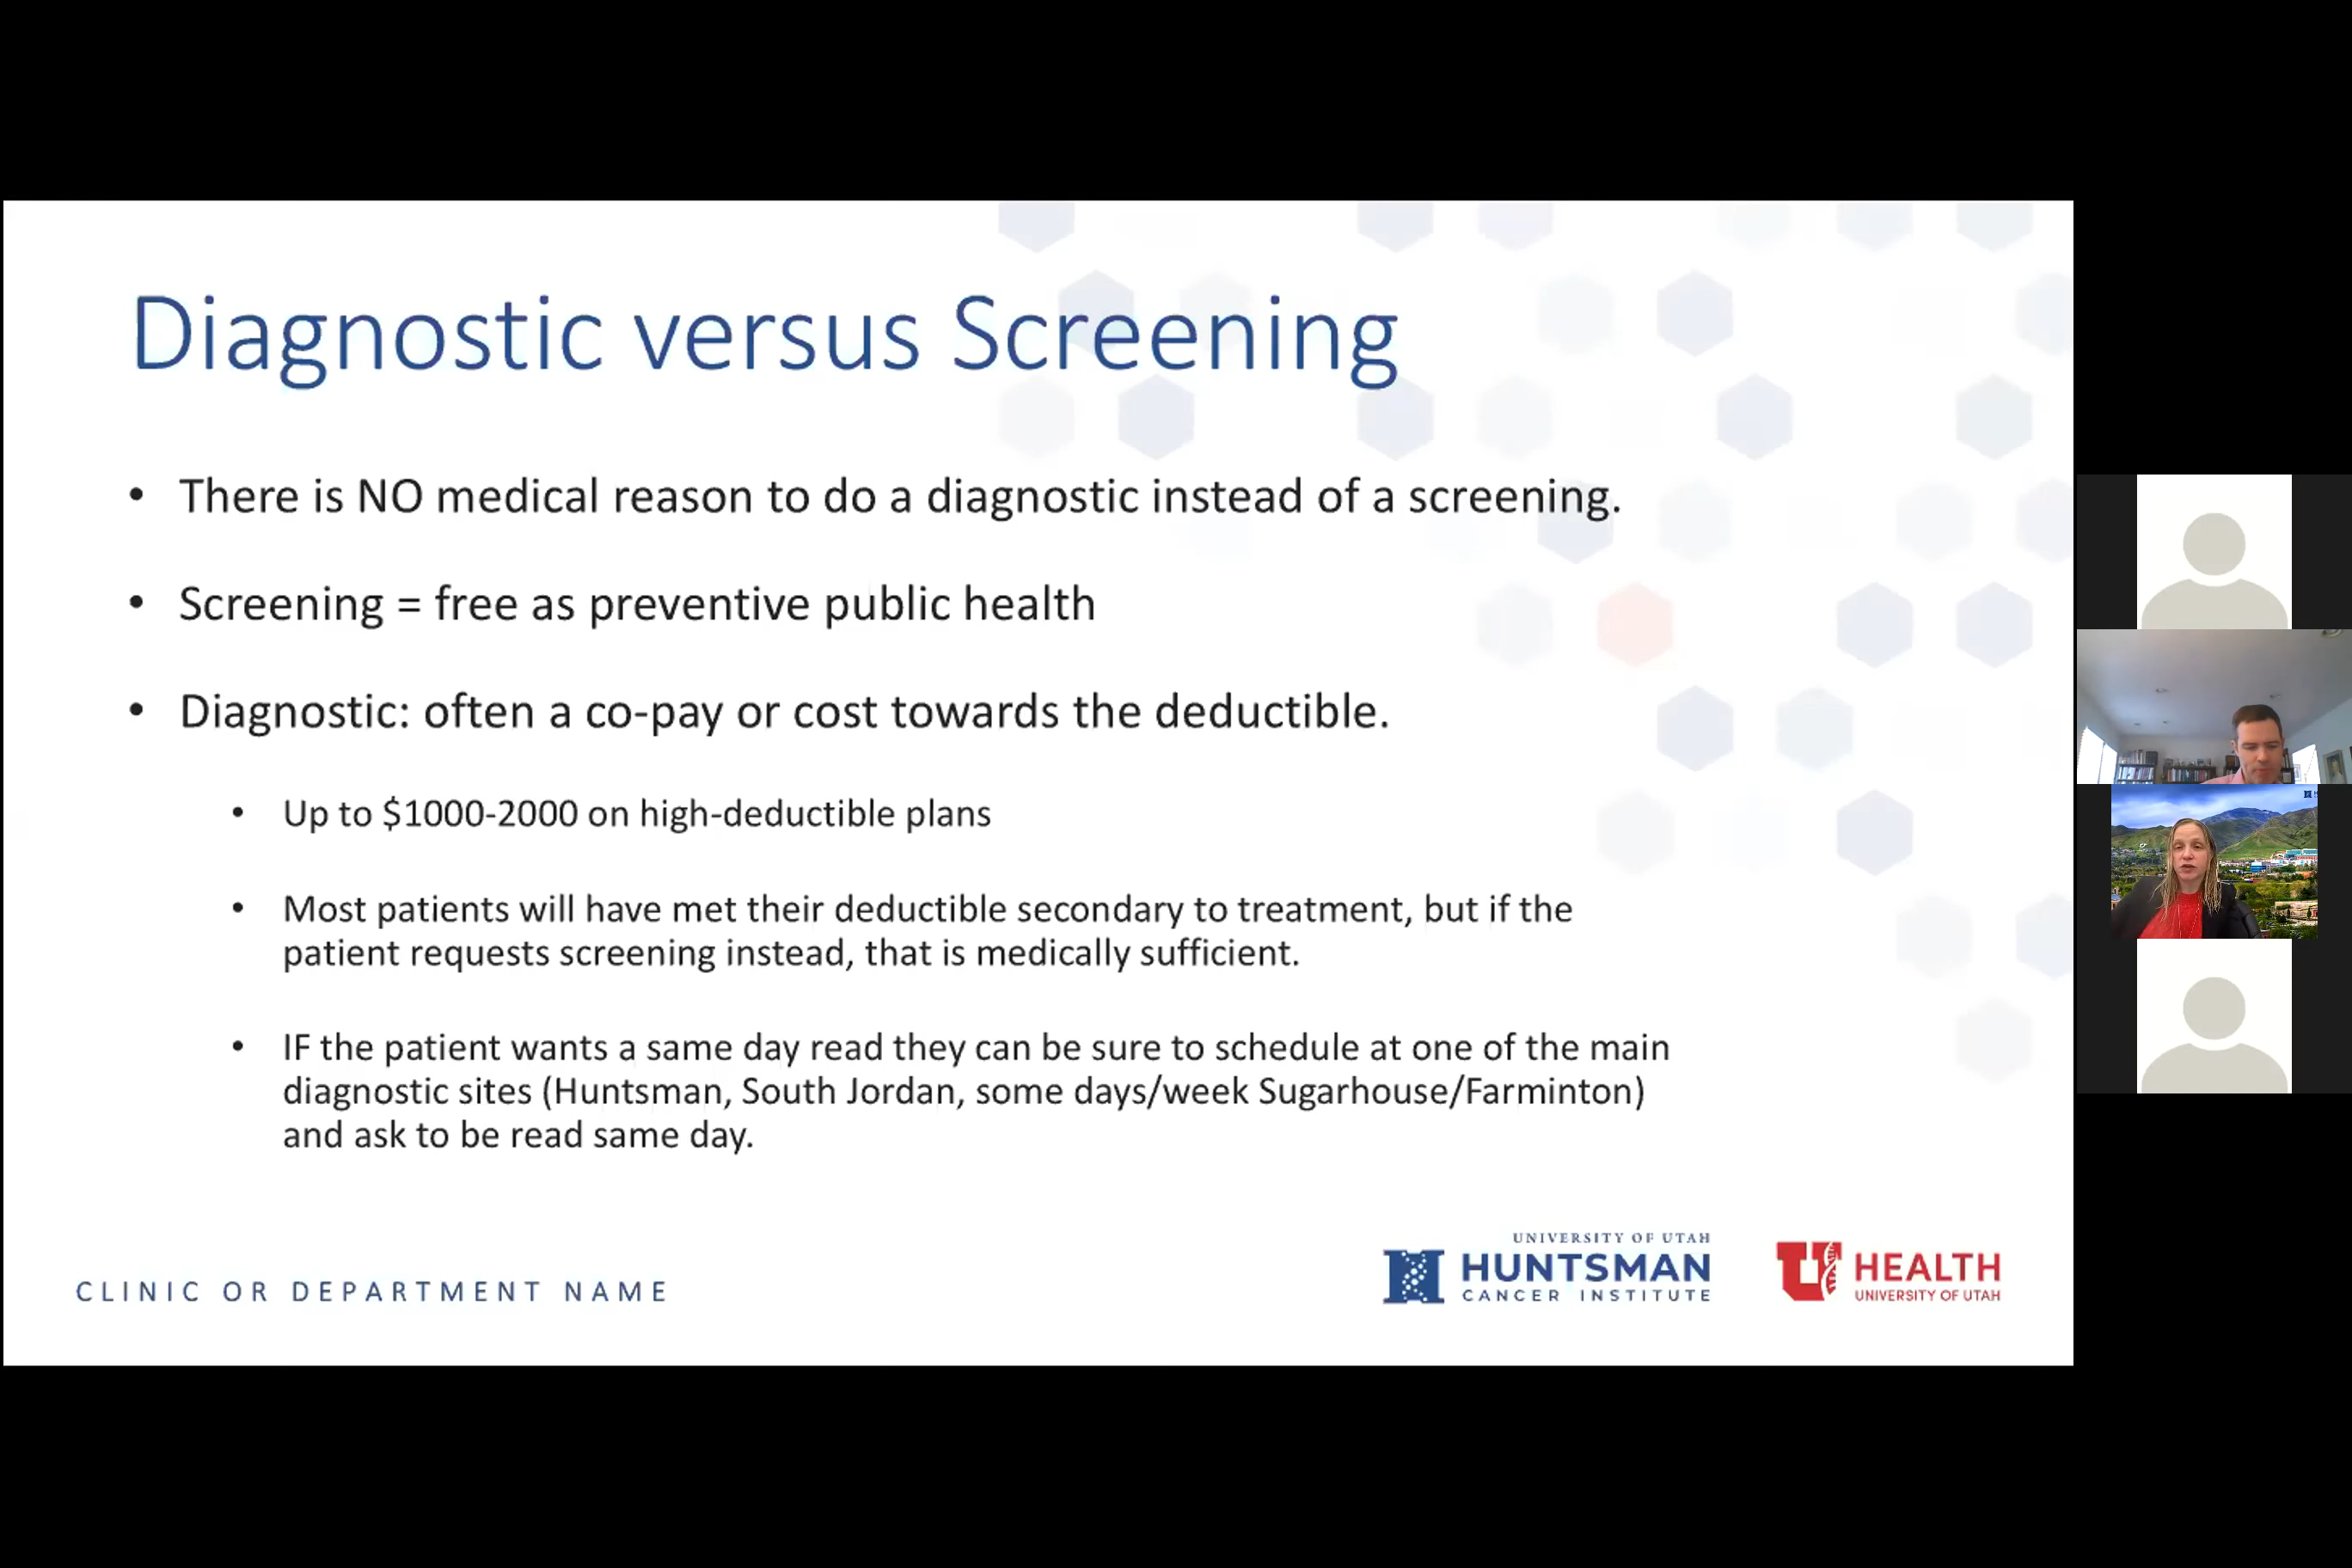 Diagnostic versus Screening
• There is NO medical reason to do a diagnostic instead of a screening.
• Screening = free as preventive public health
• Diagnostic: often a co-pay or cost towards the deductible.
• Up to $1000-2000 on high-deductible plans
• Most patients will have met their deductible secondary to treatment, but if the
patient requests screening instead, that is medically sufficient.
• IF the patient wants a same day read they can be sure to schedule at one of the main
diagnostic sites (Huntsman, South Jordan, some days/week Sugarhouse/Farminton)
and ask to be read same day.
CLINIC OR DEPARTMENT NAME
UNIVERSITY OF UTAH
HUNTSMAN
CANCER INSTITUTE
U HEALTH
UNIVERSITY OF UTAH